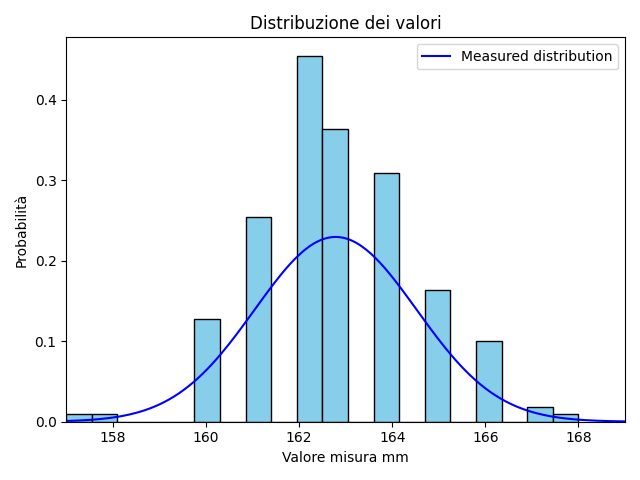 Distribuzione dei valori
Measured distribution
Probabilità
0.4
0.3
0.2
0.1
0.0
158 160 162 164 166 168
Valore misura mm